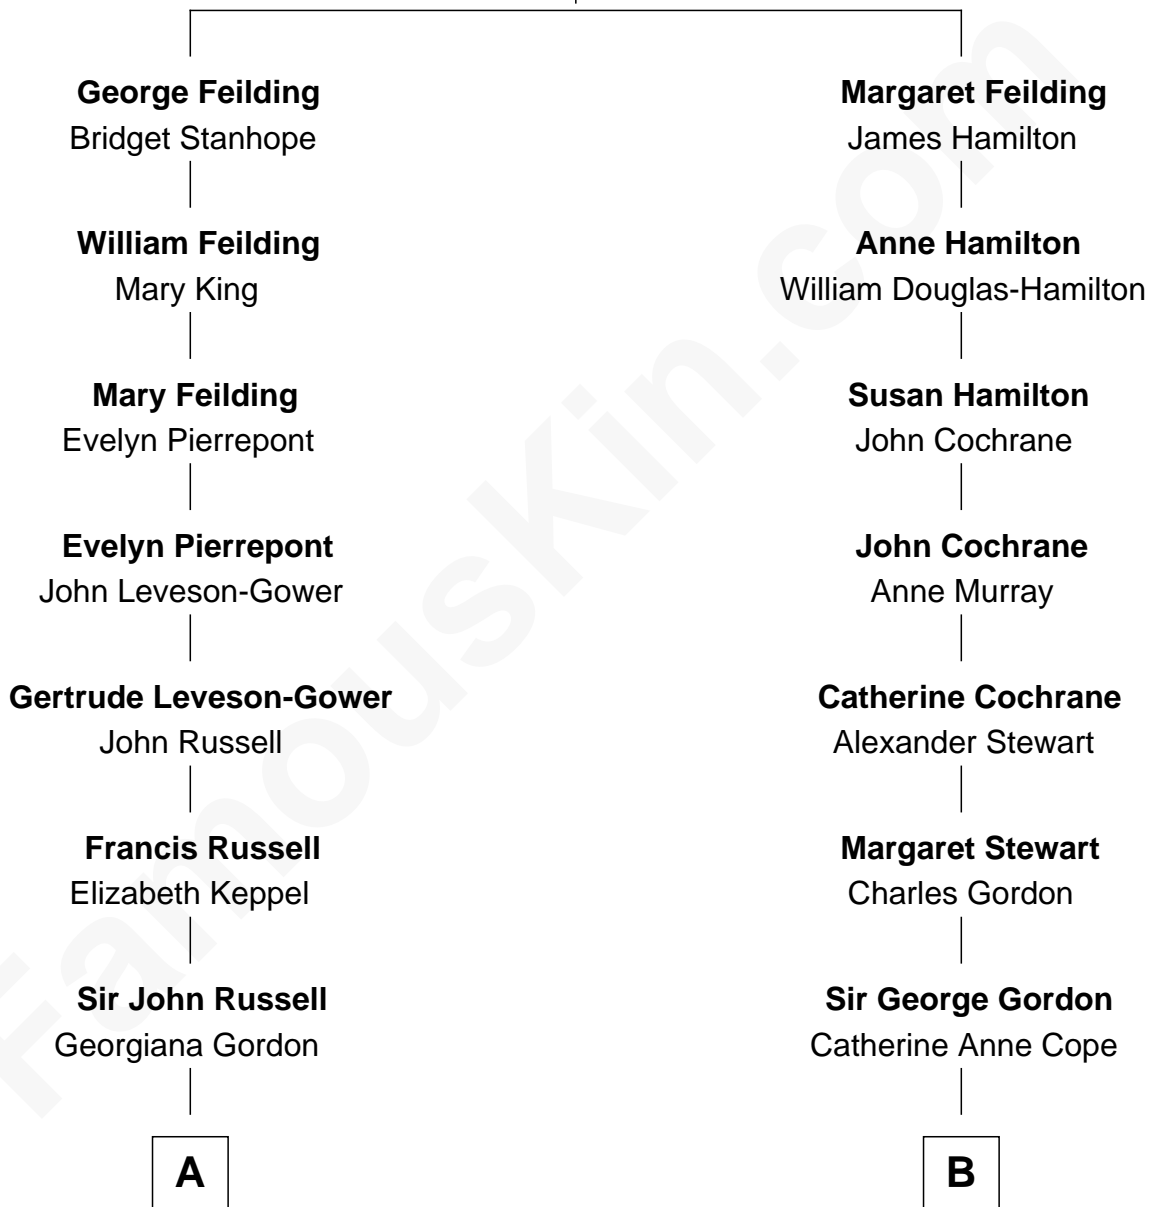 George Feilding
Bridget Stanhope
Margaret Feilding
James Hamilton
William Feilding
Mary King
Anne Hamilton
William Douglas-Hamilton
Mary Feilding
Evelyn Pierrepont
Susan Hamilton
John Cochrane
Evelyn Pierrepont
John Leveson-Gower
John Cochrane
Anne Murray
Gertrude Leveson-Gower
John Russell
Catherine Cochrane
Alexander Stewart
Francis Russell
Elizabeth Keppel
Margaret Stewart
Charles Gordon
Sir John Russell
Georgiana Gordon
Sir George Gordon
Catherine Anne Cope
A
B
FamousKin.com